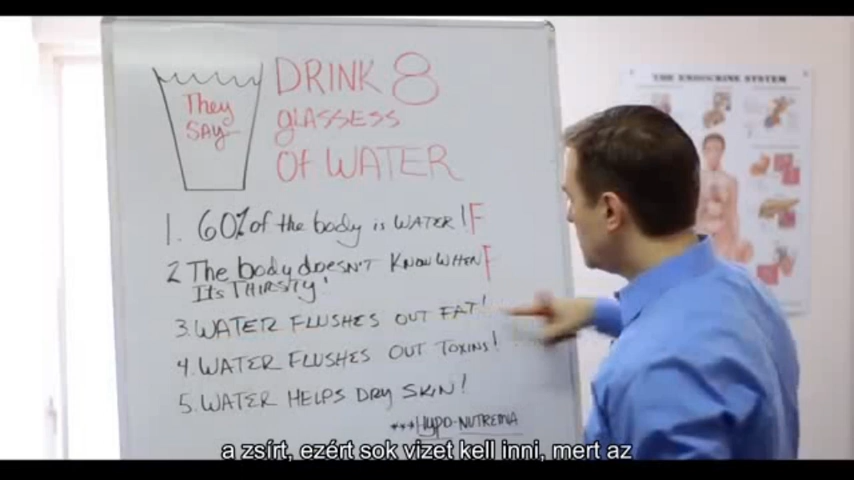 They
SAY-
DRINK 8
glassess
Of WATER
1. 60% of the body is WATER! F
2 The body doesn't KNOW WHEN F
It's THIRSTY!
3. WATER FLUSHES OUT FAT!
4. WATER FLUSHES OUT TOXINS!
5. WATER HELPS DRY SKIN!
***HYPO-NUTREMIA
THE ENDOCRINE SYSTEM
a zsírt, ezért sok vizet kell inni, mert az